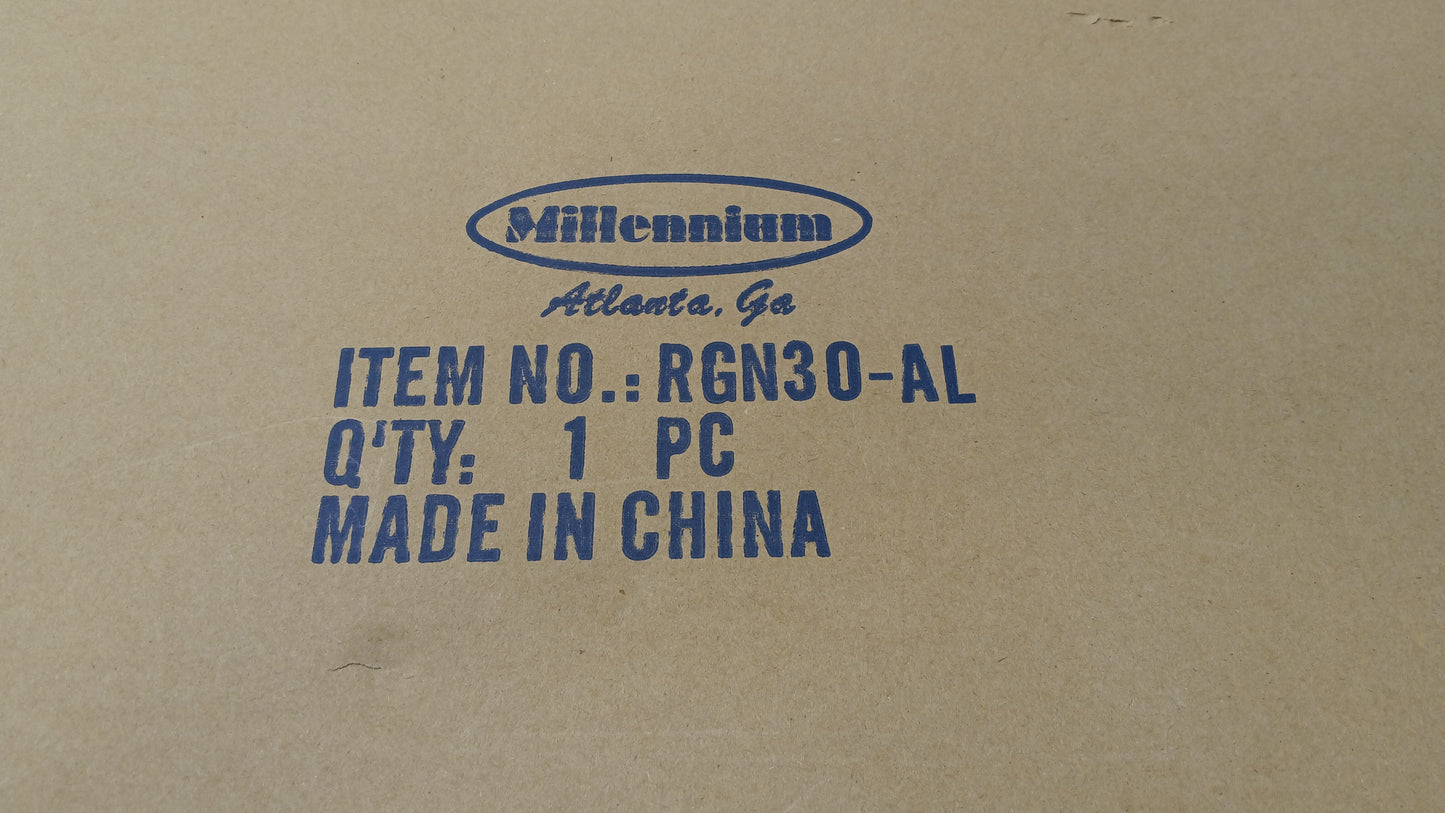 Millennium
Atlanta, Ga
ITEM NO.: RGN30-AL
Q'TY: 1 PC
MADE IN CHINA